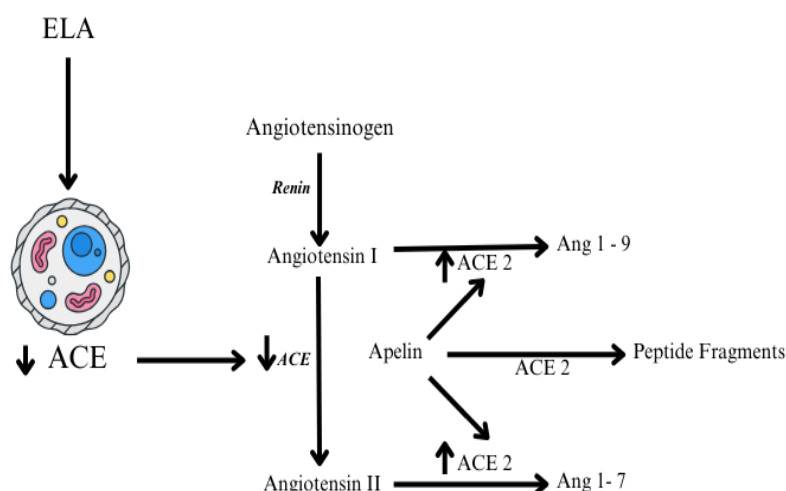 ELA
Angiotensinogen
Renin
Angiotensin I
ACE 2
Ang 1 - 9
ACE
ACE
Apelin
ACE 2
Peptide Fragments
Angiotensin II
ACE 2
Ang 1- 7